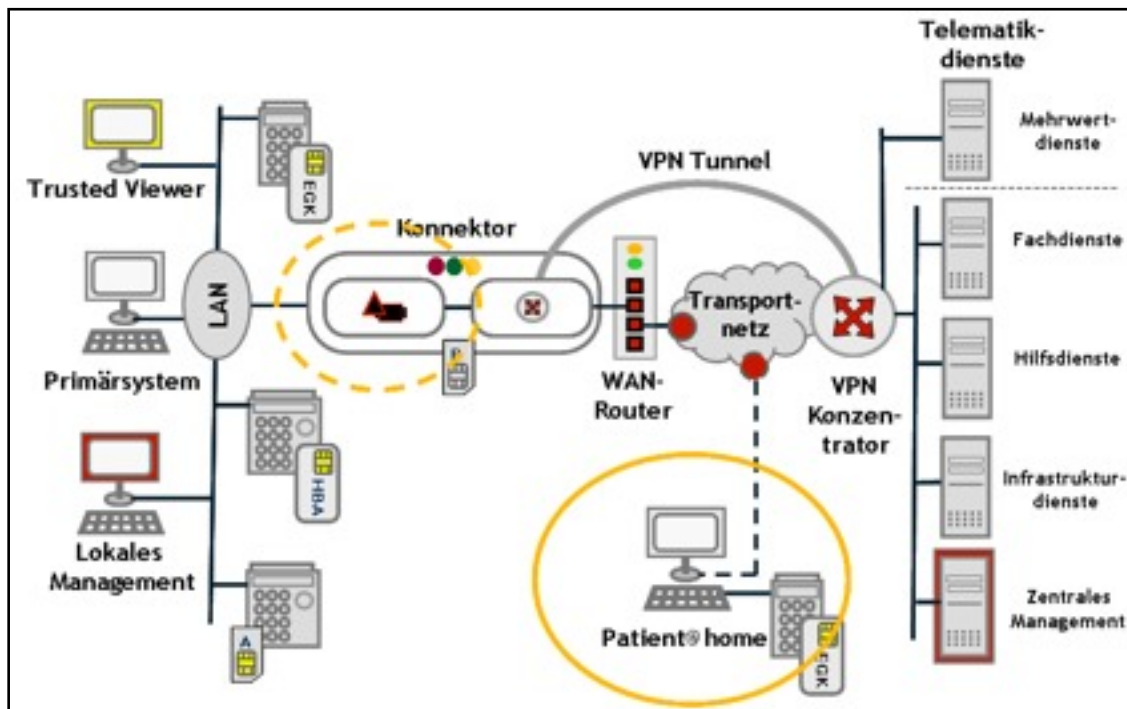 Telematik-
dienste
Mehrwert-
dienste
Trusted Viewer
EGK
VPN Tunnel
Konnektor
Fachdienste
LAN
Transport-
netz
Primärsystem
WAN-
Router
VPN
Konzen-
trator
Hilfsdienste
HBA
Infrastruktur-
dienste
Lokales
Management
A
Patient@home
EGK
Zentrales
Management